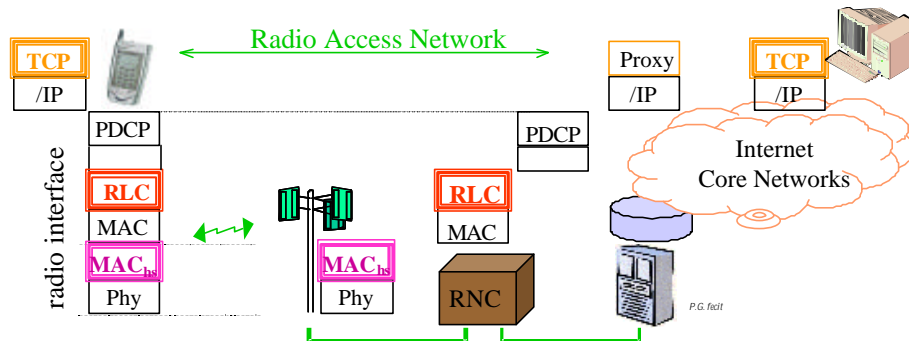 Radio Access Network
TCP
/IP
Proxy
/IP
TCP
/IP
PDCP
PDCP
Internet
Core Networks
radio interface
RLC
RLC
MAC
MAC
MAChs
MAChs
Phy
Phy
RNC
P.G. fecit